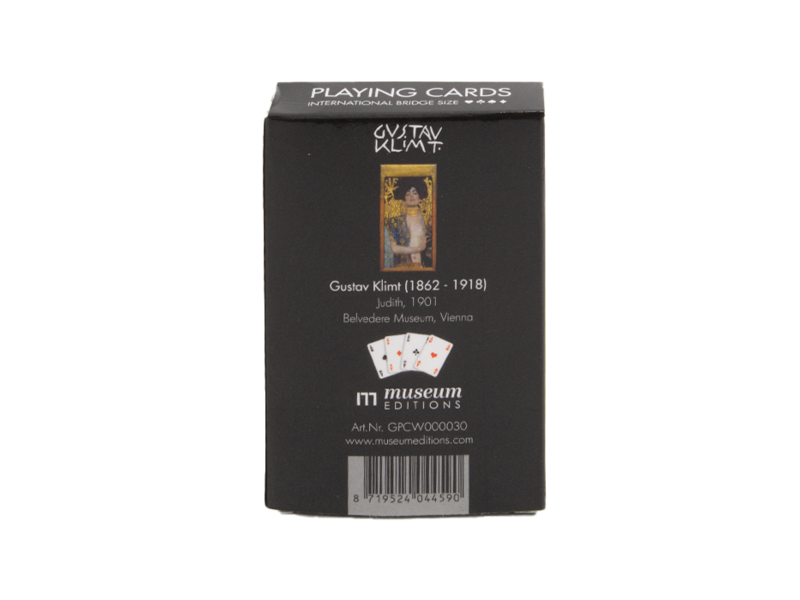 PLAYING CARDS
INTERNATIONAL BRIDGE SIZE ♥♣♠♦
GUSTAV
KLIMT
Gustav Klimt (1862 - 1918)
Judith, 1901
Belvedere Museum, Vienna
m museum
EDITIONS
Art.Nr. GPCW000030
www.museumeditions.com
8 719524 044590